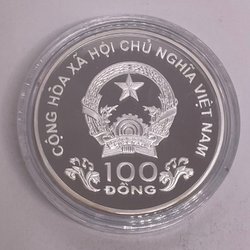 CỘNG HÒA XÃ HỘI CHỦ NGHĨA VIỆT NAM
100
ĐỒNG